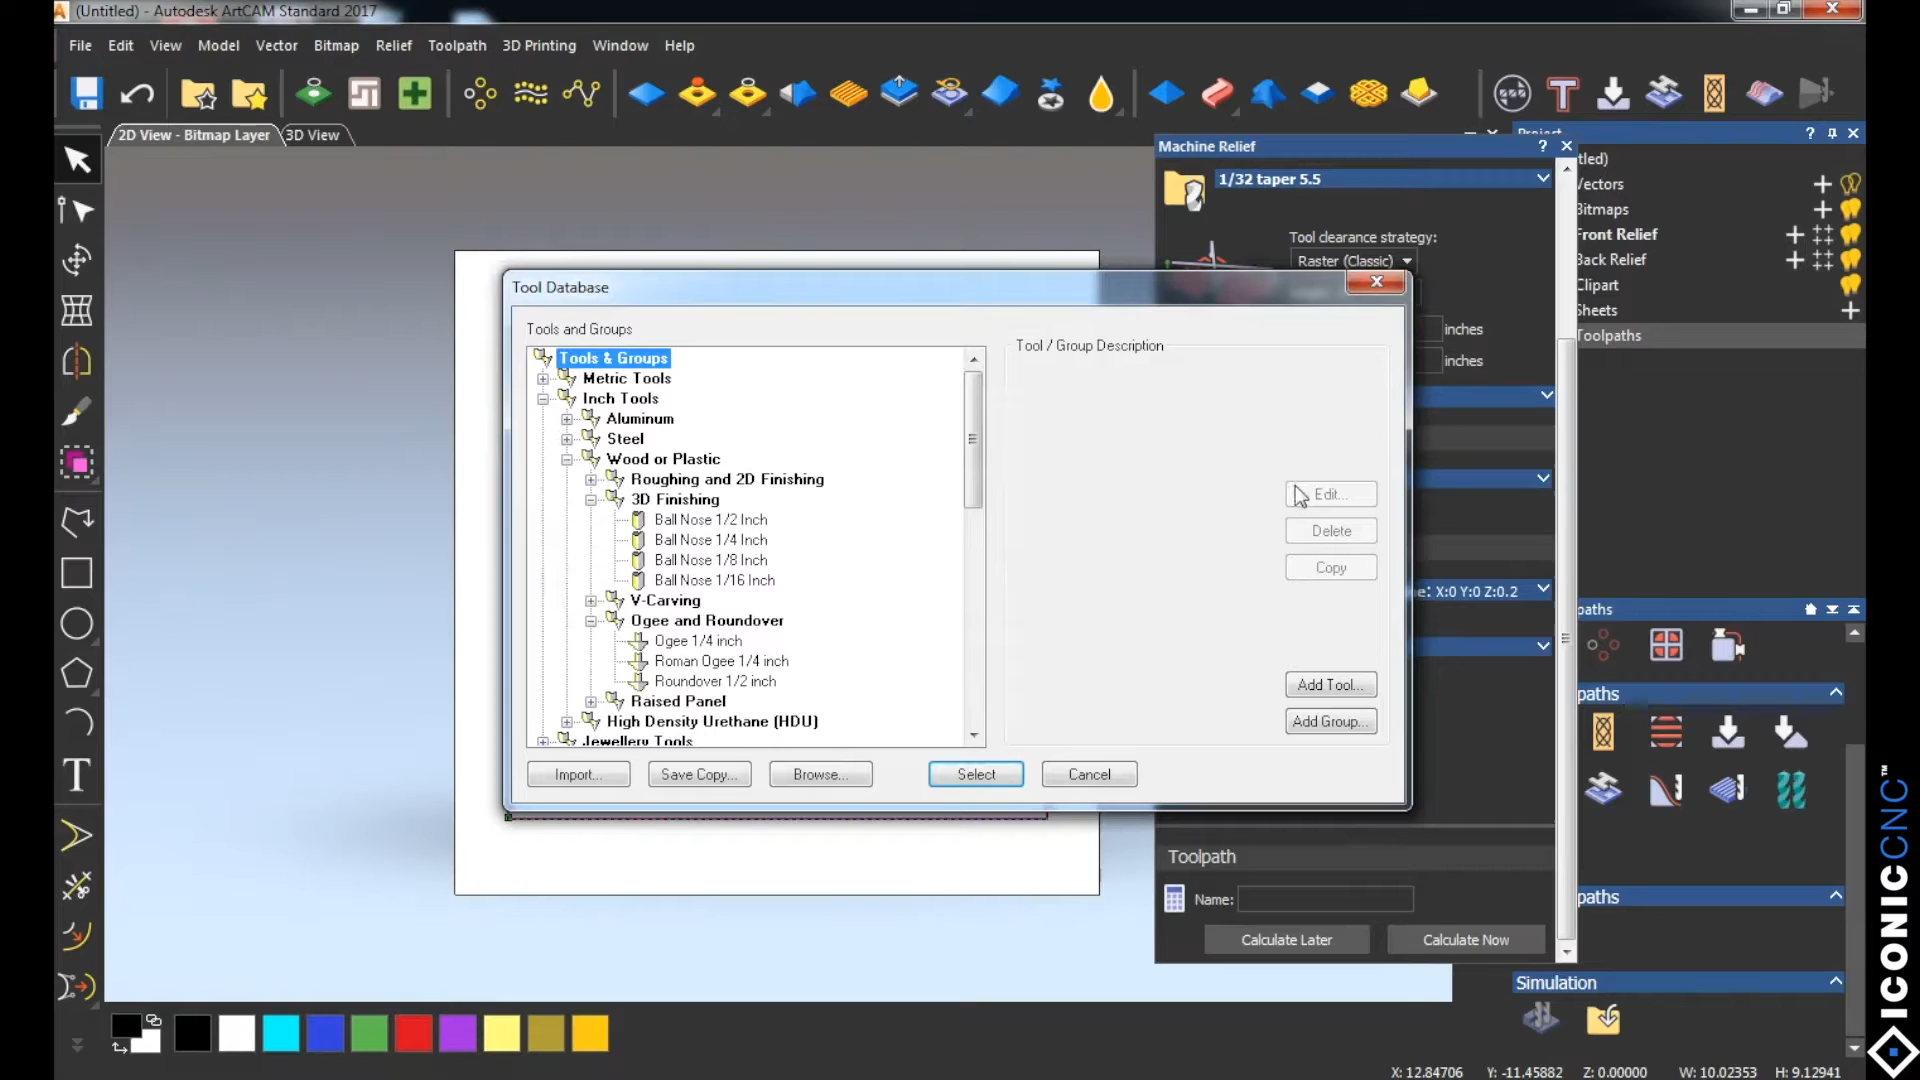 (Untitled) - Autodesk ArtCAM Standard 2017
File Edit View Model Vector Bitmap Relief Toolpath 3D Printing Window Help
2D View - Bitmap Layer
3D View
Machine Relief
1/32 taper 5.5
Tool clearance strategy:
Raster (Classic)
inches
inches
e: X:0 Y:0 Z:0.2
Toolpath
Name:
Calculate Later
Calculate Now
Tool Database
Tools and Groups
Tools & Groups
Metric Tools
Inch Tools
Aluminum
Steel
Wood or Plastic
Roughing and 2D Finishing
3D Finishing
Ball Nose 1/2 Inch
Ball Nose 1/4 Inch
Ball Nose 1/8 Inch
Ball Nose 1/16 Inch
V-Carving
Ogee and Roundover
Ogee 1/4 inch
Roman Ogee 1/4 inch
Roundover 1/2 inch
Raised Panel
High Density Urethane (HDU)
Jewellery Tools
Tool / Group Description
Edit...
Delete
Copy
Add Tool...
Add Group...
Import...
Save Copy...
Browse...
Select
Cancel
Project
tled)
Vectors
Bitmaps
Front Relief
Back Relief
Clipart
Sheets
Toolpaths
paths
paths
paths
Simulation
X: 12.84706 Y: -11.45882 Z: 0.00000 W: 10.02353 H: 9.12941
ICONICCNC™